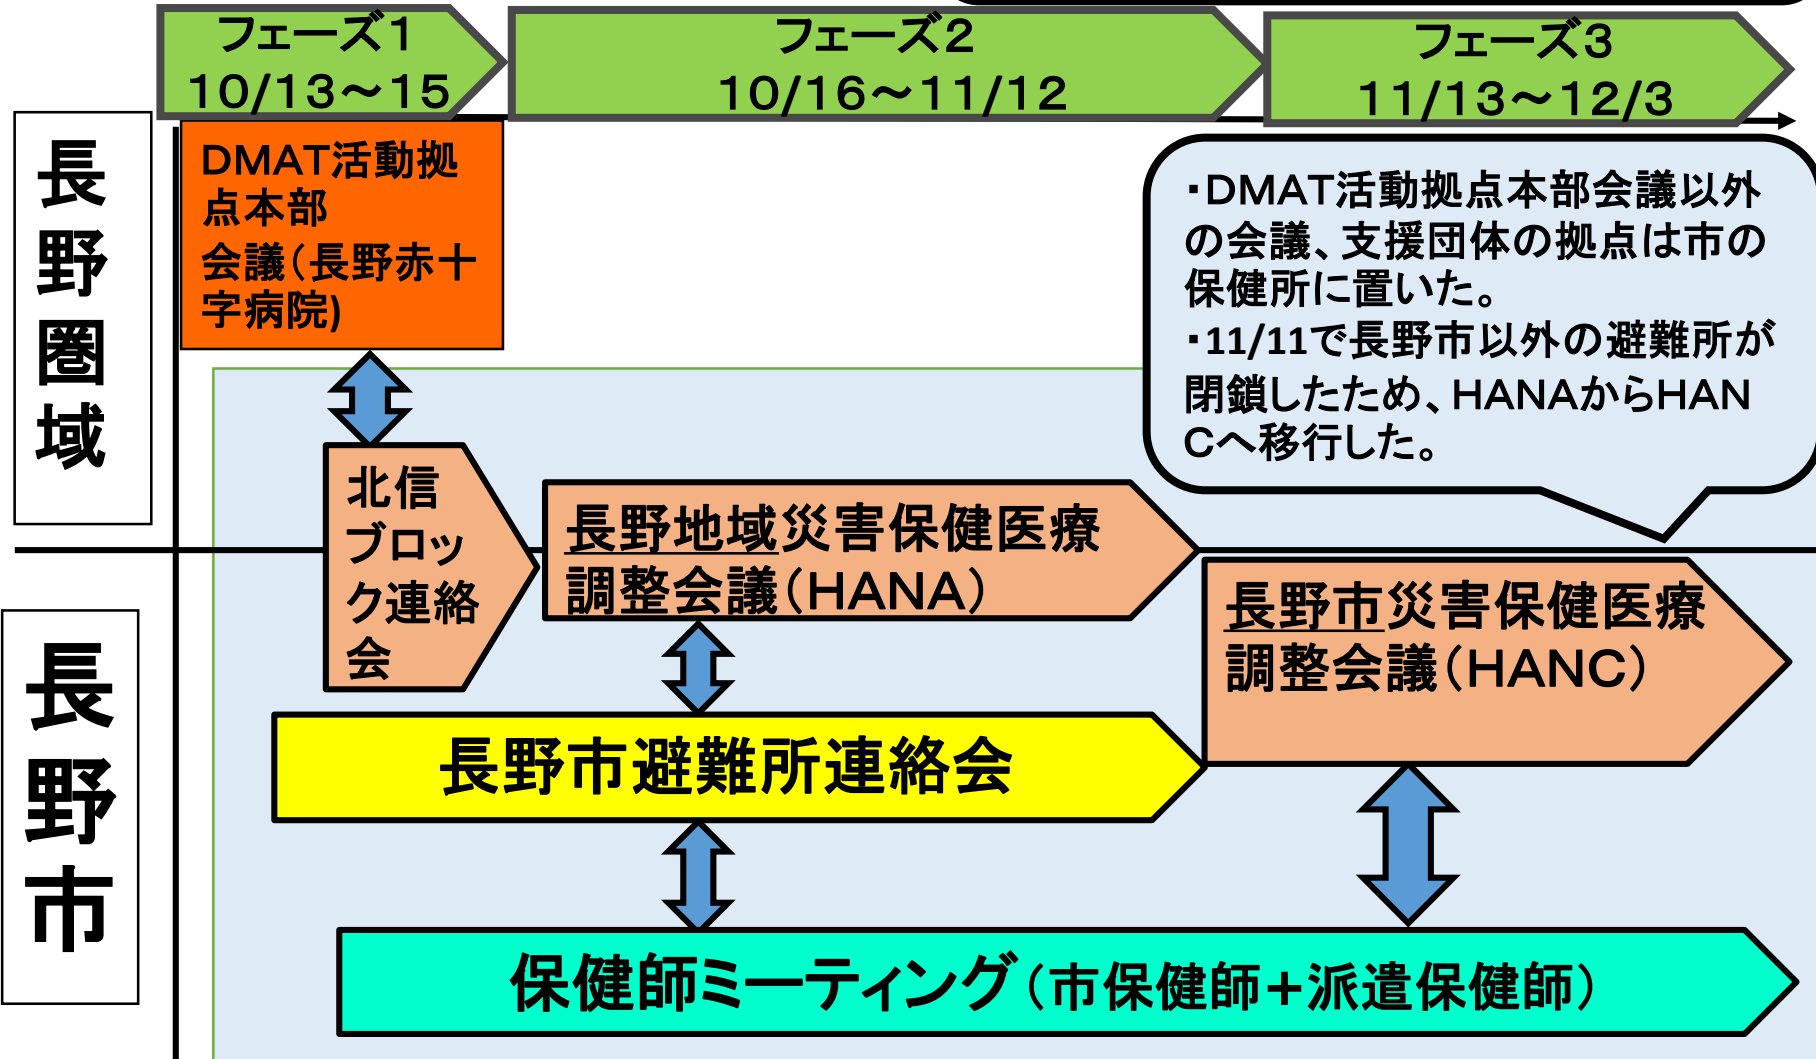 フェーズ1
10/13～15
フェーズ2
10/16～11/12
フェーズ3
11/13～12/3
長野圏域
DMAT活動拠
点本部
会議(長野赤十
字病院)
・DMAT活動拠点本部会議以外
の会議、支援団体の拠点は市の
保健所に置いた。
・11/11で長野市以外の避難所が
閉鎖したため、HANAからHAN
Cへ移行した。
北信
ブロッ
ク連絡
会
長野地域災害保健医療
調整会議(HANA)
長野市災害保健医療
調整会議(HANC)
長野市
長野市避難所連絡会
保健師ミーティング(市保健師+派遣保健師)